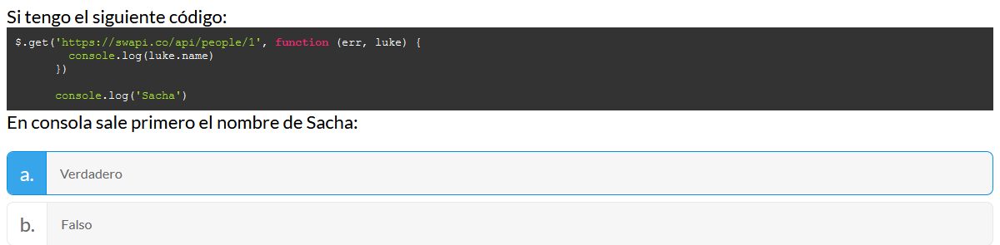 Si tengo el siguiente código:
$.get('https://swapi.co/api/people/1', function (err, luke) {
console.log(luke.name)
})
console.log('Sacha')
En consola sale primero el nombre de Sacha:
a. Verdadero
b. Falso